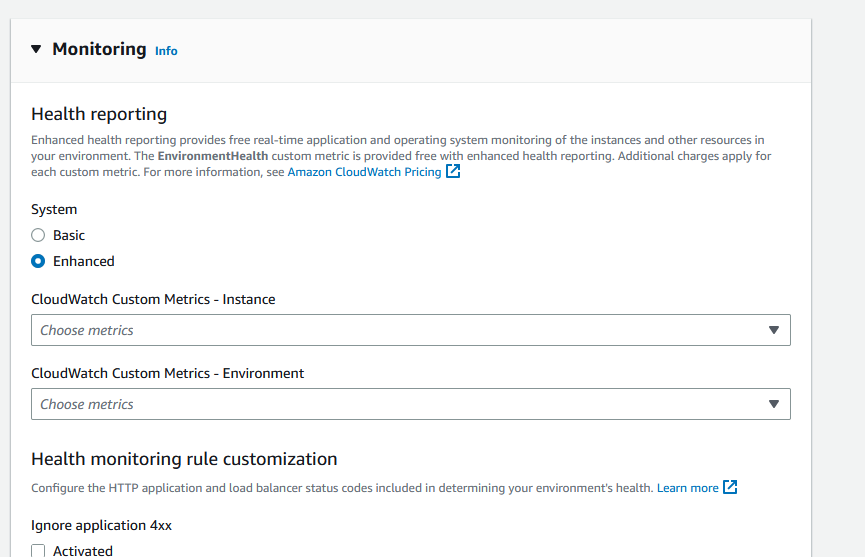 Monitoring Info
Health reporting
Enhanced health reporting provides free real-time application and operating system monitoring of the instances and other resources in
your environment. The EnvironmentHealth custom metric is provided free with enhanced health reporting. Additional charges apply for
each custom metric. For more information, see Amazon CloudWatch Pricing
System
Basic
Enhanced
CloudWatch Custom Metrics - Instance
Choose metrics
CloudWatch Custom Metrics - Environment
Choose metrics
Health monitoring rule customization
Configure the HTTP application and load balancer status codes included in determining your environment's health. Learn more
Ignore application 4xx
Activated